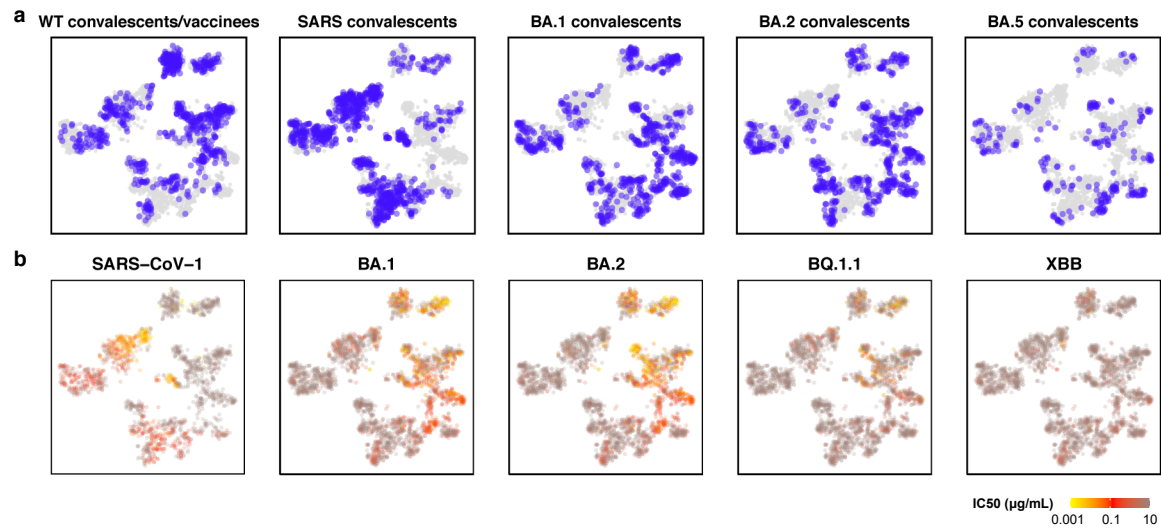 a
WT convalescents/vaccinees
SARS convalescents
BA.1 convalescents
BA.2 convalescents
BA.5 convalescents
b
SARS−CoV−1
BA.1
BA.2
BQ.1.1
XBB
IC50 (μg/mL)
0.001 0.1 10